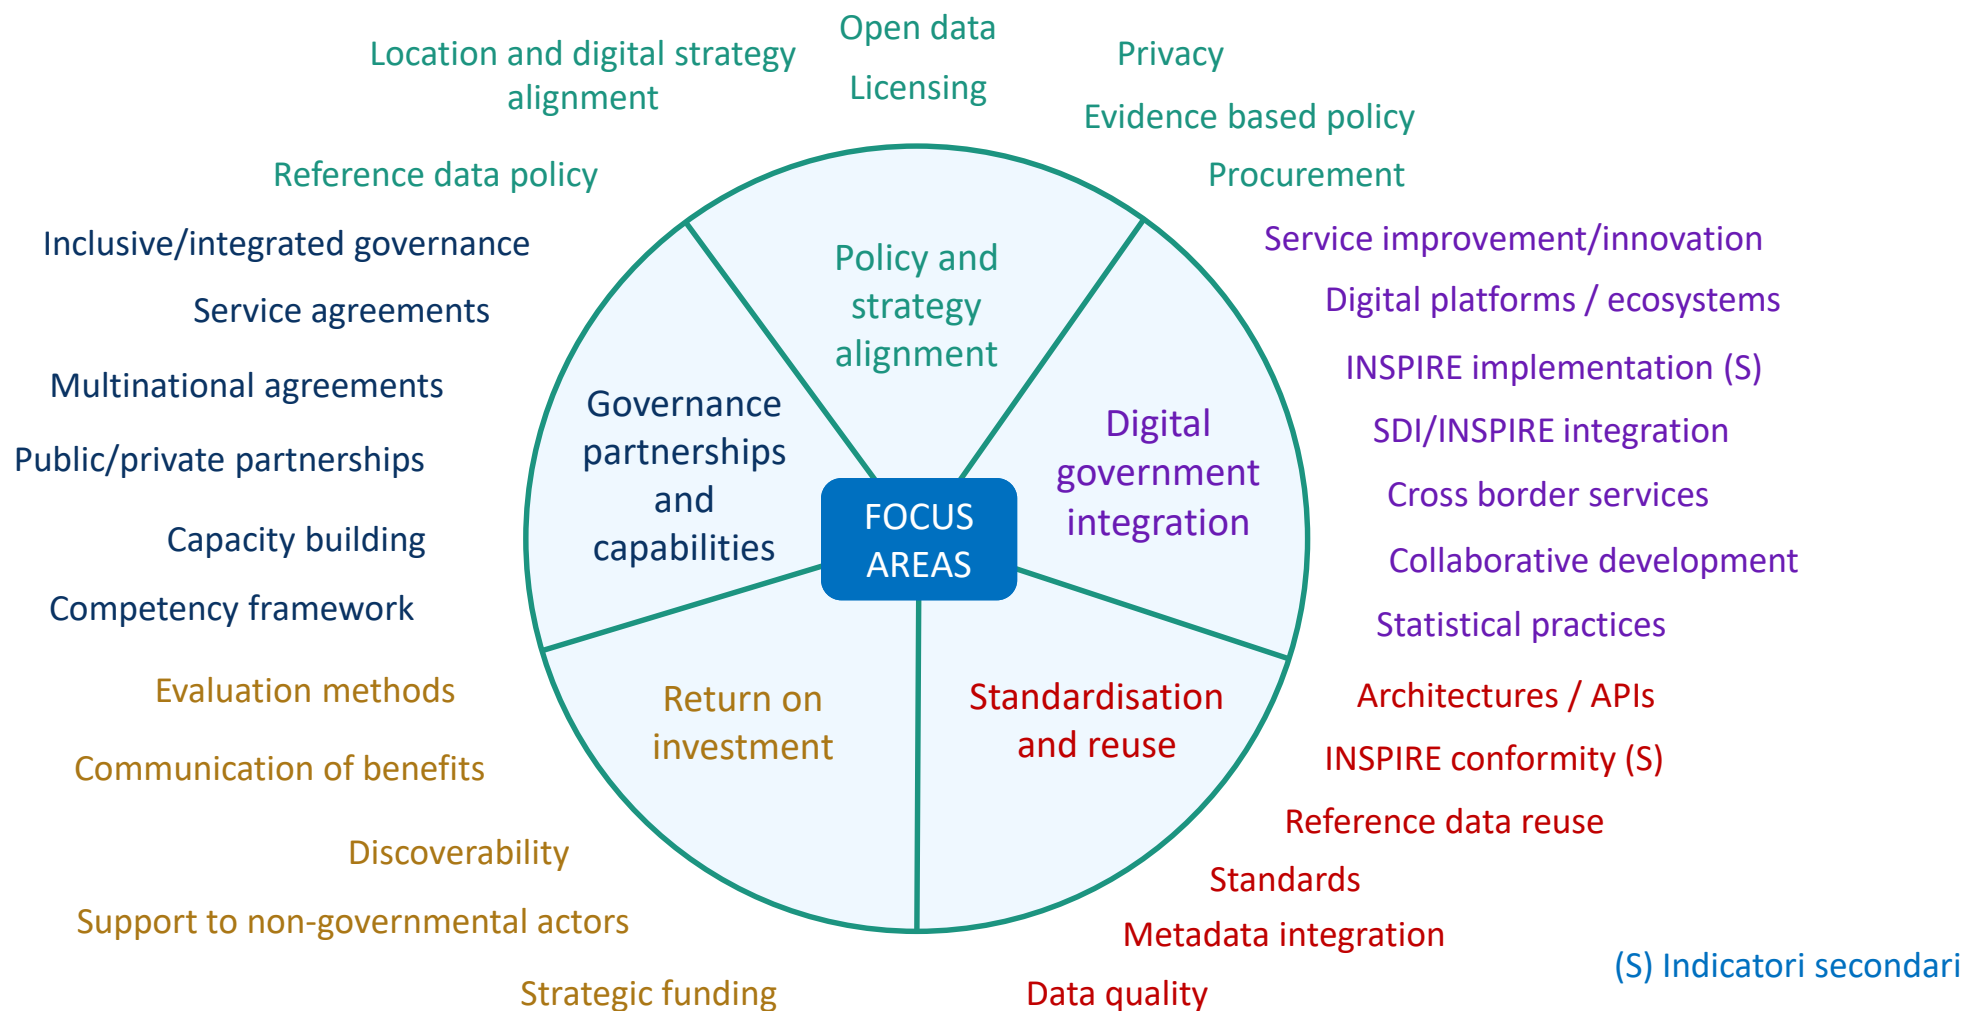 Open data
Location and digital strategy
alignment
Licensing
Privacy
Evidence based policy
Reference data policy
Procurement
Policy and
strategy
alignment
Inclusive/integrated governance
Service agreements
Multinational agreements
Public/private partnerships
Capacity building
Competency framework
Governance
partnerships
and
capabilities
FOCUS
AREAS
Digital
government
integration
Service improvement/innovation
Digital platforms / ecosystems
INSPIRE implementation (S)
SDI/INSPIRE integration
Cross border services
Collaborative development
Statistical practices
Evaluation methods
Communication of benefits
Discoverability
Support to non-governmental actors
Strategic funding
Return on
investment
Standardisation
and reuse
Architectures / APIs
INSPIRE conformity (S)
Reference data reuse
Standards
Metadata integration
Data quality
(S) Indicatori secondari